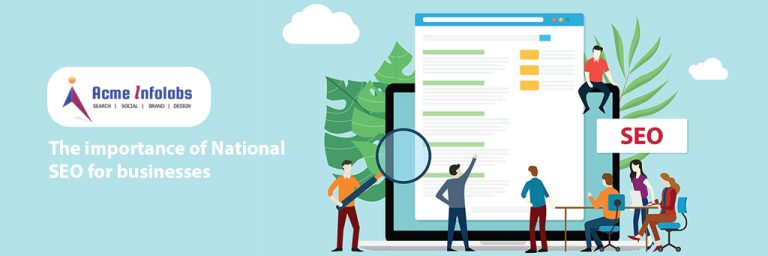 Acme Infolabs
SEARCH | SOCIAL | BRAND | DESIGN
The importance of National
SEO for businesses
SEO